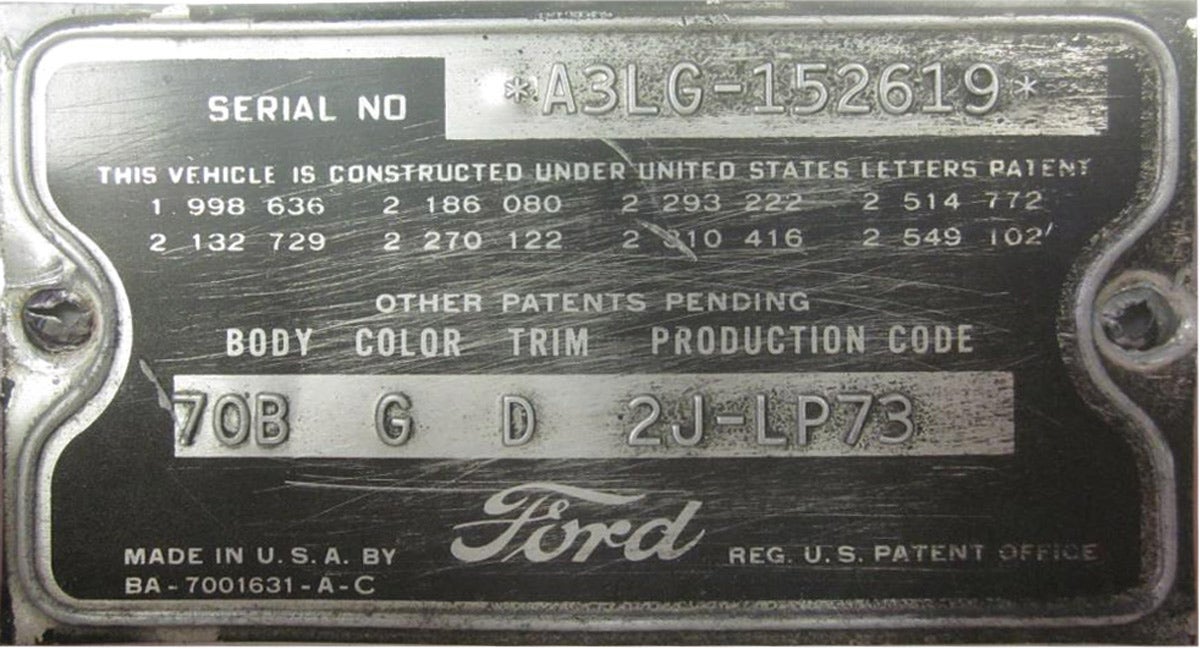 SERIAL NO *A3LG-152619*
THIS VEHICLE IS CONSTRUCTED UNDER UNITED STATES LETTERS PATENT
1 998 636 2 186 080 2 293 222 2 514 772
2 132 729 2 270 122 2 310 416 2 549 102
OTHER PATENTS PENDING
BODY COLOR TRIM PRODUCTION CODE
70B G D 2J-LP73
Ford
MADE IN U.S.A. BY REG. U.S. PATENT OFFICE
BA-7001631-A-C